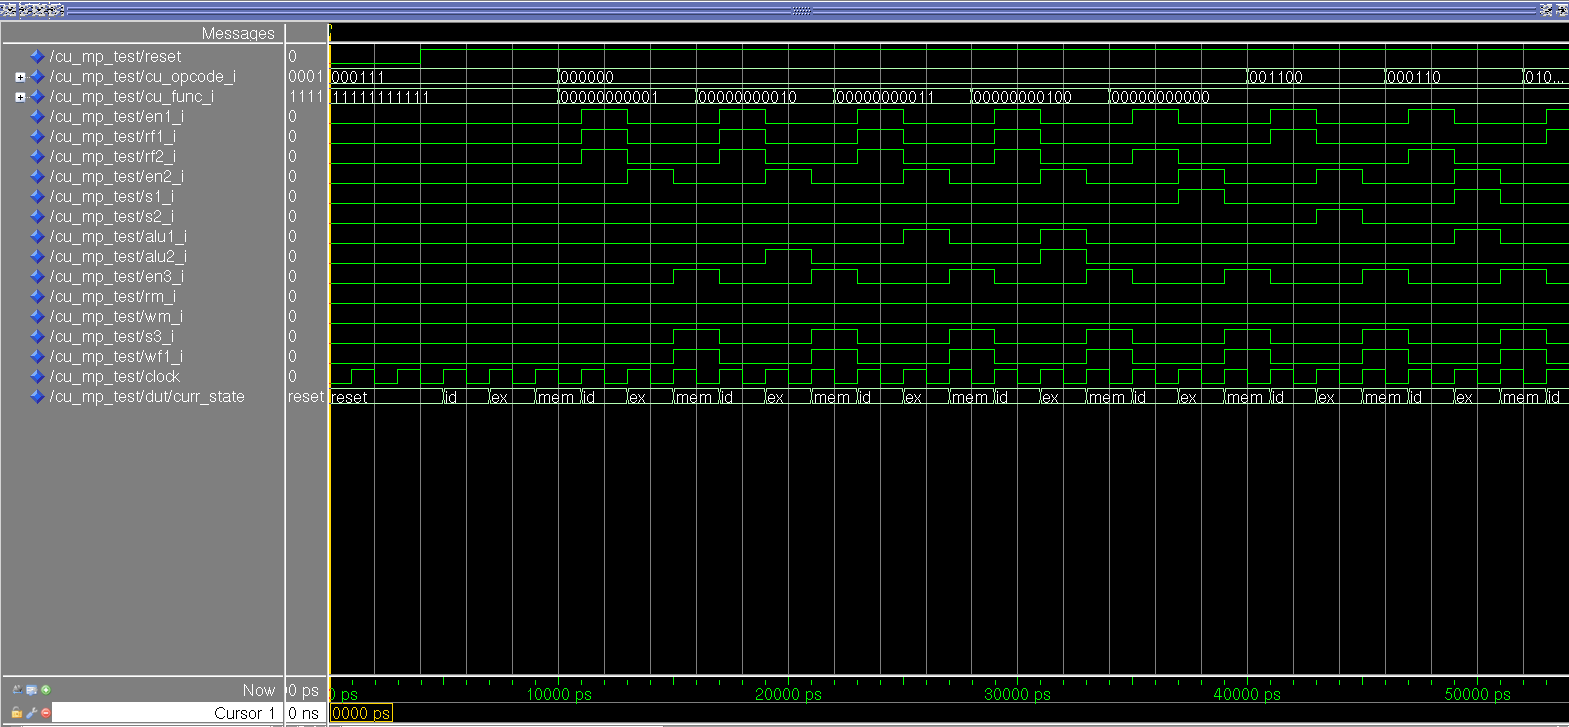 Messages
/cu_mp_test/reset 0
/cu_mp_test/cu_opcode_i 0001 000111 000000 001100 000110 010...
/cu_mp_test/cu_func_i 1111 11111111111 00000000001 00000000010 00000000011 00000000100 00000000000
/cu_mp_test/en1_i 0
/cu_mp_test/rf1_i 0
/cu_mp_test/rf2_i 0
/cu_mp_test/en2_i 0
/cu_mp_test/s1_i 0
/cu_mp_test/s2_i 0
/cu_mp_test/alu1_i 0
/cu_mp_test/alu2_i 0
/cu_mp_test/en3_i 0
/cu_mp_test/rm_i 0
/cu_mp_test/wm_i 0
/cu_mp_test/s3_i 0
/cu_mp_test/wf1_i 0
/cu_mp_test/clock 0
/cu_mp_test/dut/curr_state reset reset id ex mem id ex mem id ex mem id ex mem id ex mem id ex mem id ex mem id ex mem id
Now 0 ps 0 ps 10000 ps 20000 ps 30000 ps 40000 ps 50000 ps
Cursor 1 0 ns 0000 ps